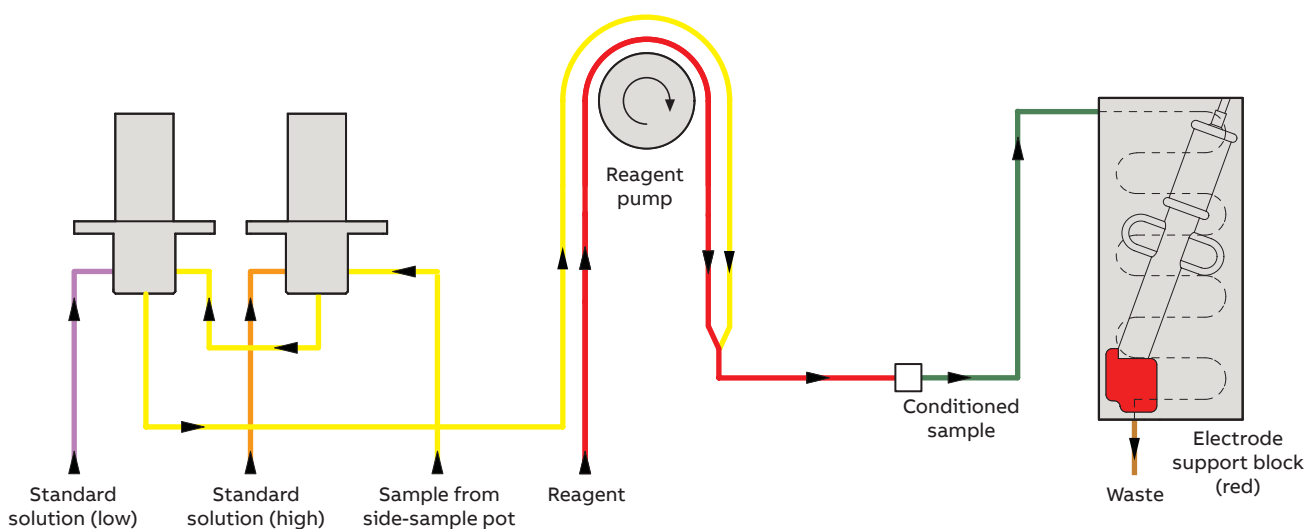 Reagent
pump
Conditioned
sample
Standard
solution (low)
Standard
solution (high)
Sample from
side-sample pot
Reagent
Waste
Electrode
support block
(red)